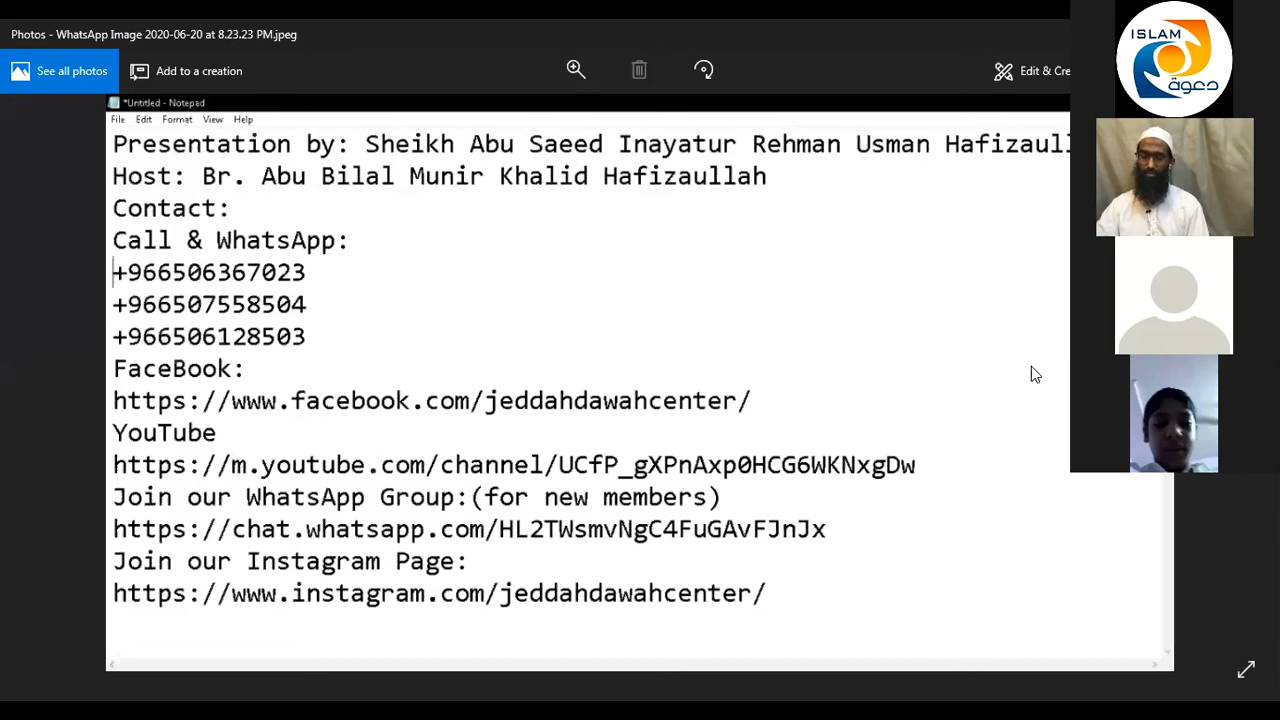 Photos - WhatsApp Image 2020-06-20 at 8.23.23 PM.jpeg
See all photos
Add to a creation
Edit & Cre
*Untitled - Notepad
File Edit Format View Help
Presentation by: Sheikh Abu Saeed Inayatur Rehman Usman Hafizaull
Host: Br. Abu Bilal Munir Khalid Hafizaullah
Contact:
Call & WhatsApp:
+966506367023
+966507558504
+966506128503
FaceBook:
https://www.facebook.com/jeddahdawahcenter/
YouTube
https://m.youtube.com/channel/UCfP_gXPnAxp0HCG6WKNxgDw
Join our WhatsApp Group:(for new members)
https://chat.whatsapp.com/HL2TWsmvNgC4FuGAvFJnJx
Join our Instagram Page:
https://www.instagram.com/jeddahdawahcenter/
ISLAM
دعوة